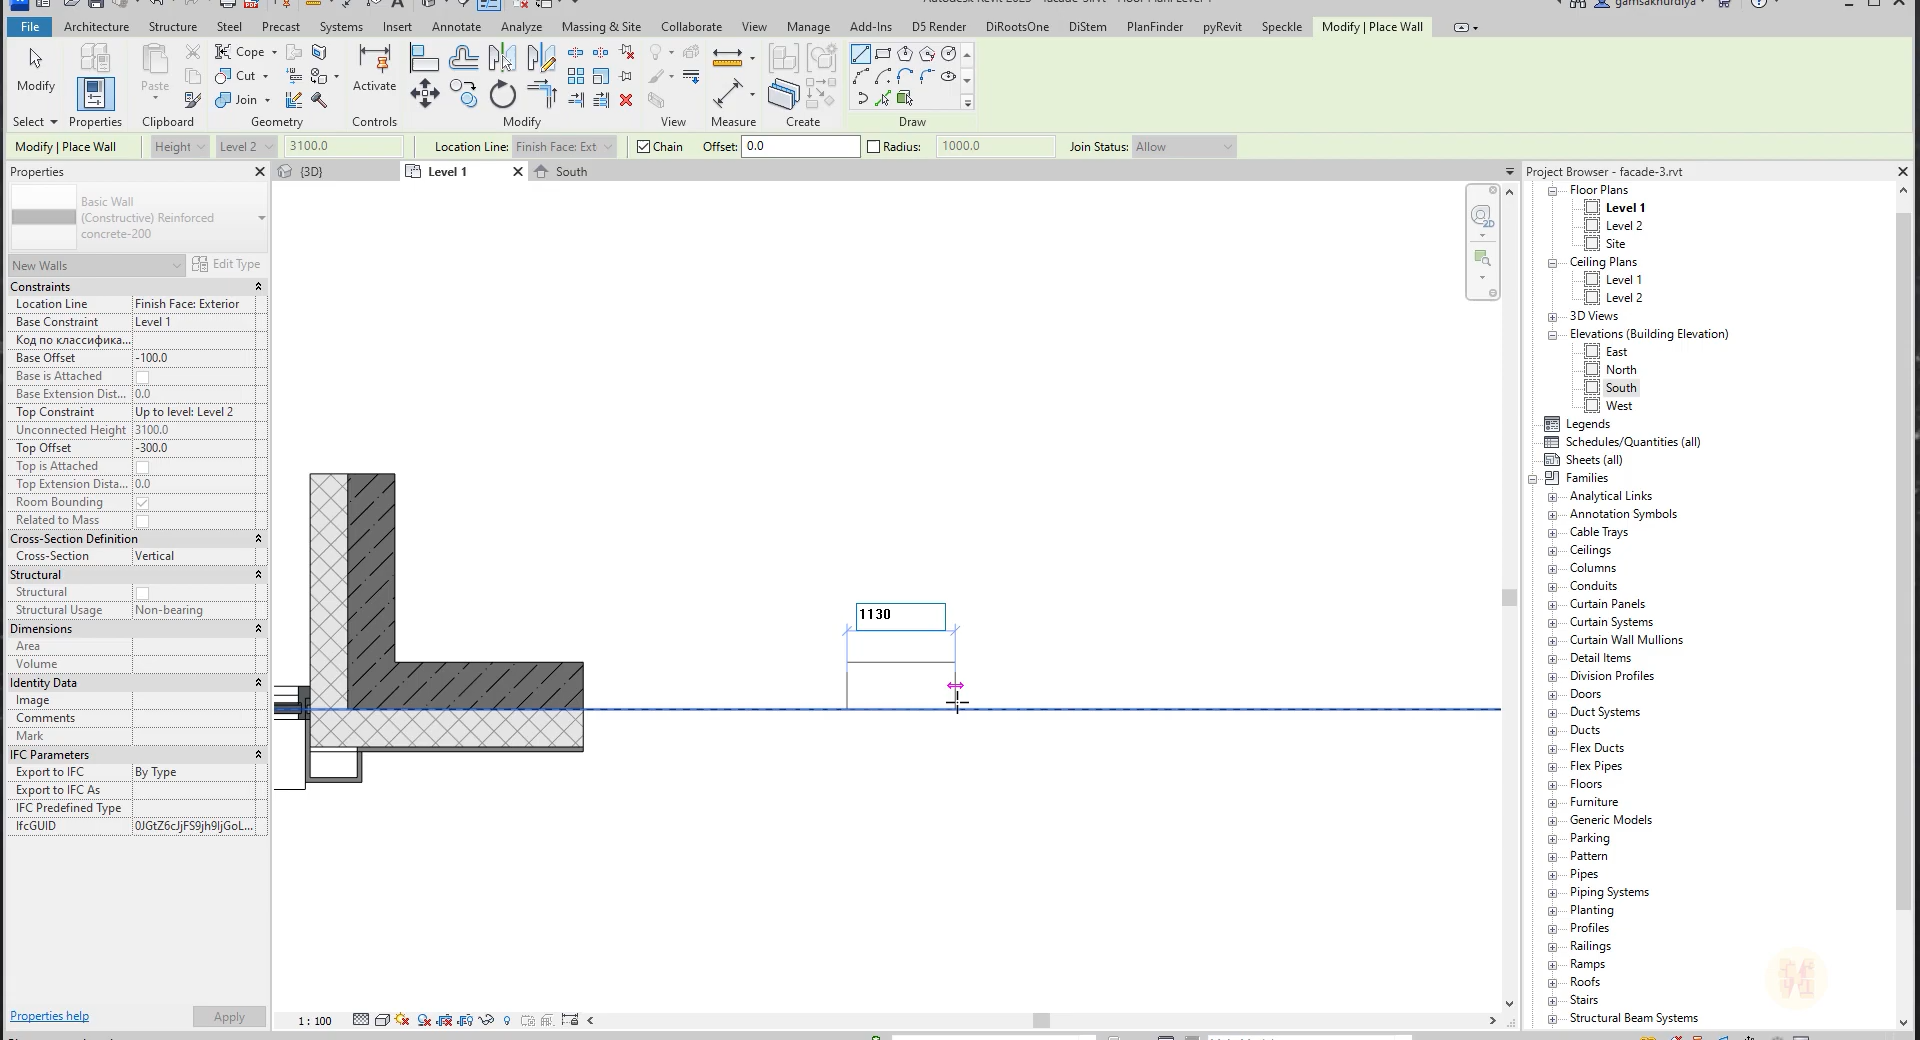 gamsakhurdiya
File Architecture Structure Steel Precast Systems Insert Annotate Analyze Massing & Site Collaborate View Manage Add-Ins D5 Render DiRootsOne DiStem PlanFinder pyRevit Speckle Modify | Place Wall
Modify Paste Cope Cut Join Activate
Select Properties Clipboard Geometry Controls Modify View Measure Create Draw
Modify | Place Wall Height Level 2 3100.0 Location Line: Finish Face: Ext Chain Offset: 0.0 Radius: 1000.0 Join Status: Allow
Properties
{3D} Level 1 South
Basic Wall
(Constructive) Reinforced
concrete-200
New Walls Edit Type
Constraints
Location Line Finish Face: Exterior
Base Constraint Level 1
Код по классифика...
Base Offset -100.0
Base is Attached
Base Extension Dist... 0.0
Top Constraint Up to level: Level 2
Unconnected Height 3100.0
Top Offset -300.0
Top is Attached
Top Extension Dista... 0.0
Room Bounding
Related to Mass
Cross-Section Definition
Cross-Section Vertical
Structural
Structural
Structural Usage Non-bearing
Dimensions
Area
Volume
Identity Data
Image
Comments
Mark
IFC Parameters
Export to IFC By Type
Export to IFC As
IFC Predefined Type
IfcGUID 0JGtZ6cJjFS9jh9IjGoL...
Properties help Apply
1130
2D
1 : 100
Project Browser - facade-3.rvt
Floor Plans
Level 1
Level 2
Site
Ceiling Plans
Level 1
Level 2
3D Views
Elevations (Building Elevation)
East
North
South
West
Legends
Schedules/Quantities (all)
Sheets (all)
Families
Analytical Links
Annotation Symbols
Cable Trays
Ceilings
Columns
Conduits
Curtain Panels
Curtain Systems
Curtain Wall Mullions
Detail Items
Division Profiles
Doors
Duct Systems
Ducts
Flex Ducts
Flex Pipes
Floors
Furniture
Generic Models
Parking
Pattern
Pipes
Piping Systems
Planting
Profiles
Railings
Ramps
Roofs
Stairs
Structural Beam Systems